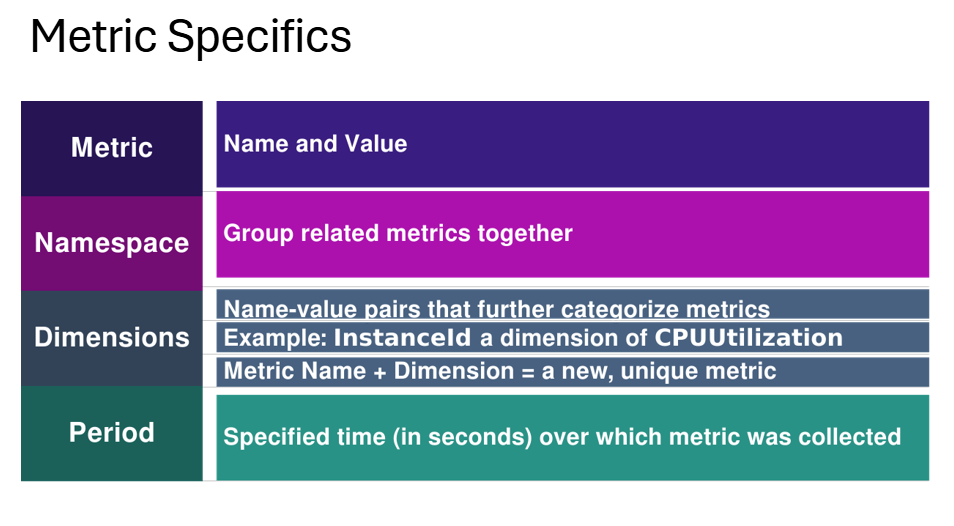 Metric Specifics
Metric
Name and Value
Namespace
Group related metrics together
Dimensions
Name-value pairs that further categorize metrics
Example: InstanceId a dimension of CPUUtilization
Metric Name + Dimension = a new, unique metric
Period
Specified time (in seconds) over which metric was collected